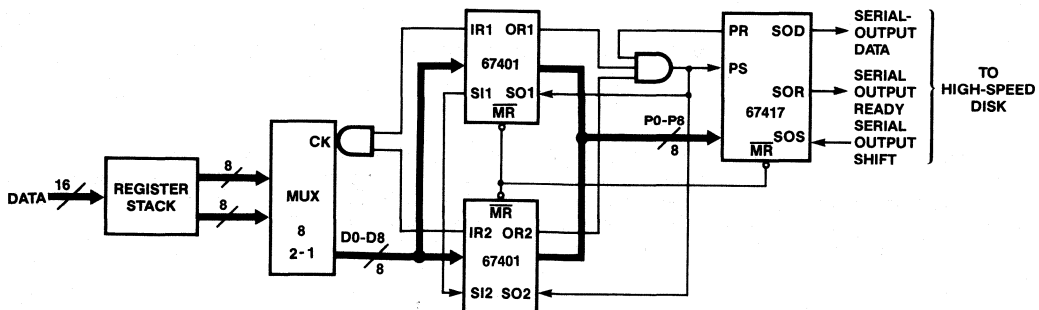 DATA
16
REGISTER
STACK
8
8
CK
MUX
8
2-1
D0-D8
8
IR1 OR1
67401
SI1 SO1
MR
MR
IR2 OR2
67401
SI2 SO2
P0-P8
8
PR SOD
PS
SOR
67417
MR SOS
SERIAL-
OUTPUT
DATA
SERIAL
OUTPUT
READY
SERIAL
OUTPUT
SHIFT
TO
HIGH-SPEED
DISK